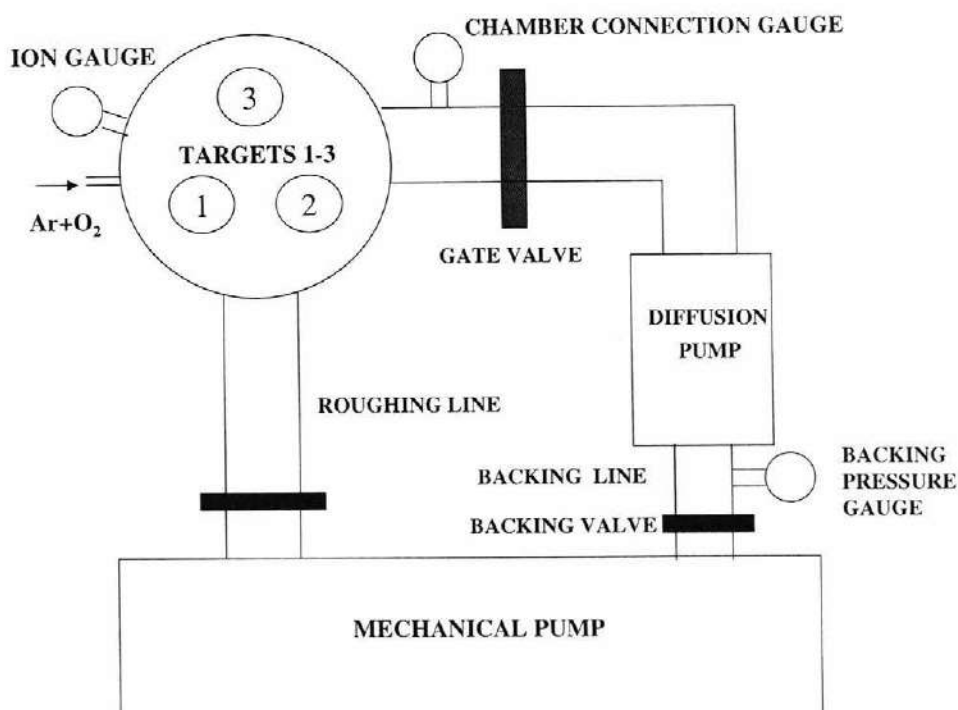 CHAMBER CONNECTION GAUGE
ION GAUGE
3
TARGETS 1-3
1
2
Ar+O₂
GATE VALVE
DIFFUSION
PUMP
ROUGHING LINE
BACKING LINE
BACKING
PRESSURE
GAUGE
BACKING VALVE
MECHANICAL PUMP